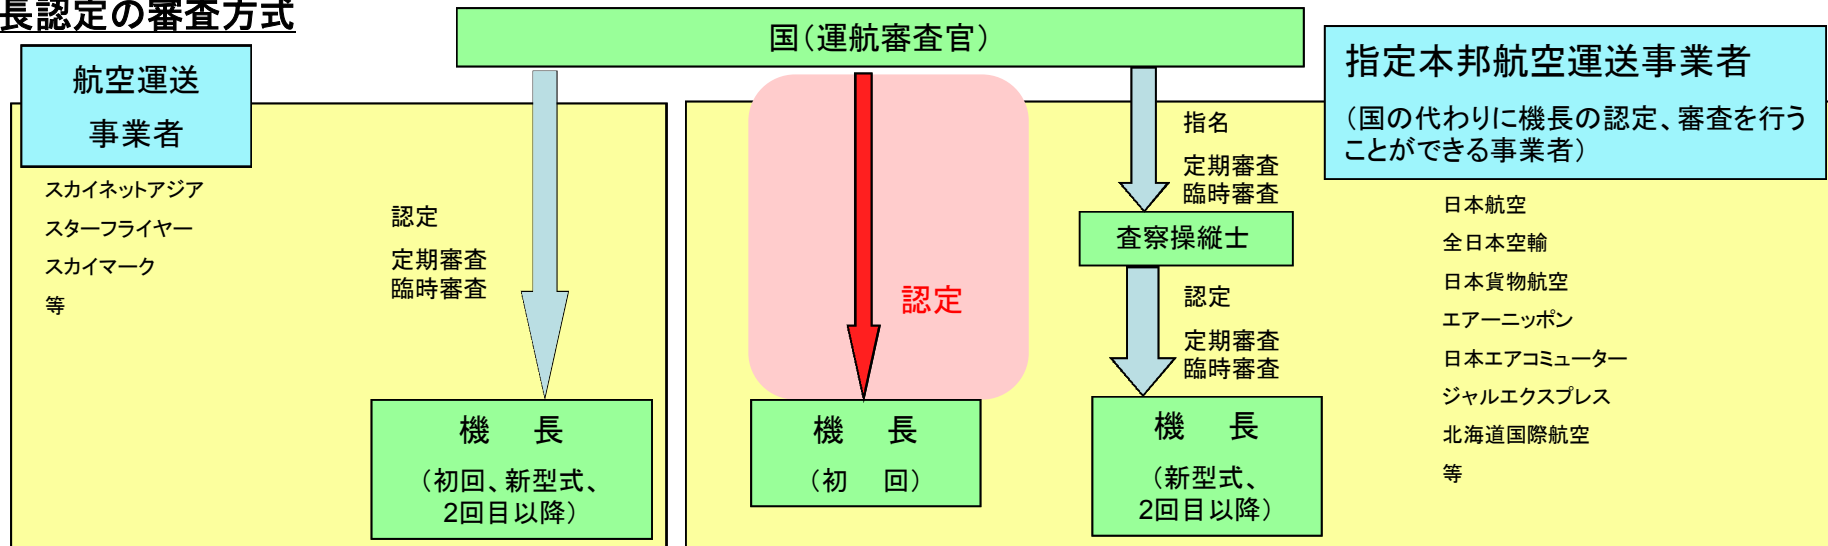 長認定の審査方式
国(運航審査官)
航空運送
事業者
スカイネットアジア
スターフライヤー
スカイマーク
等
認定
定期審査
臨時審査
機 長
(初回、新型式、
2回目以降)
認定
機 長
(初 回)
指名
定期審査
臨時審査
査察操縦士
認定
定期審査
臨時審査
機 長
(新型式、
2回目以降)
指定本邦航空運送事業者
(国の代わりに機長の認定、審査を行う
ことができる事業者)
日本航空
全日本空輸
日本貨物航空
エアーニッポン
日本エアコミューター
ジャルエクスプレス
北海道国際航空
等